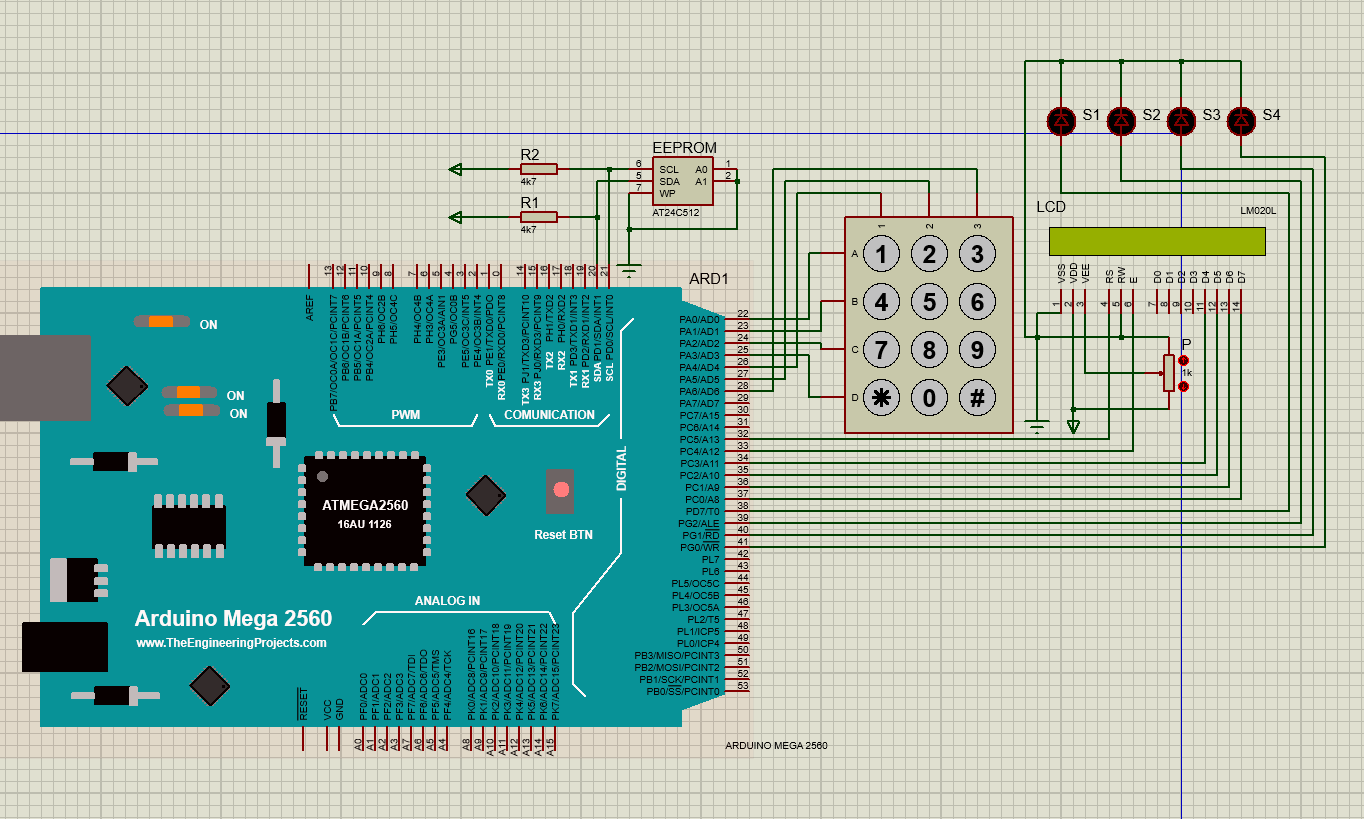 S1
S2
S3
S4
R2
4k7
R1
4k7
EEPROM
6
5
7
SCL
SDA
WP
A0
A1
1
2
AT24C512
LCD
LM020L
VSS
VDD
VEE
RS
RW
E
D0
D1
D2
D3
D4
D5
D6
D7
1
2
3
4
5
6
7
8
9
10
11
12
13
14
P
1k
1
2
3
A
B
C
D
1 2 3
4 5 6
7 8 9
* 0 #
ARD1
AREF
13
12
11
10
9
8
7
6
5
4
3
2
1
0
14
15
16
17
18
19
20
21
PB7/OC0A/OC1C/PCINT7
PB6/OC1B/PCINT6
PB5/OC1A/PCINT5
PB4/OC2A/PCINT4
PH6/OC2B
PH5/OC4C
PH4/OC4B
PH3/OC4A
PE3/OC3A/AIN1
PG5/OC0B
PE5/OC3C/INT5
PE4/OC3B/INT4
TX0 PE1/TXD0/PDO
RX0 PE0/RXD0/PCINT8
TX3 PJ1/TXD3/PCINT10
RX3 PJ0/RXD3/PCINT9
TX2 PH1/TXD2
RX2 PH0/RXD2
TX1 PD3/TXD1/INT3
RX1 PD2/RXD1/INT2
SDA PD1/SDA/INT1
SCL PD0/SCL/INT0
PWM
COMUNICATION
ON
ON
ON
DIGITAL
ATMEGA2560
16AU 1126
Reset BTN
ANALOG IN
Arduino Mega 2560
www.TheEngineeringProjects.com
PA0/AD0 22
PA1/AD1 23
PA2/AD2 24
PA3/AD3 25
PA4/AD4 26
PA5/AD5 27
PA6/AD6 28
PA7/AD7 29
PC7/A15 30
PC6/A14 31
PC5/A13 32
PC4/A12 33
PC3/A11 34
PC2/A10 35
PC1/A9 36
PC0/A8 37
PD7/T0 38
PG2/ALE 39
PG1/RD 40
PG0/WR 41
PL7 42
PL6 43
PL5/OC5C 44
PL4/OC5B 45
PL3/OC5A 46
PL2/T5 47
PL1/ICP5 48
PL0/ICP4 49
PB3/MISO/PCINT3 50
PB2/MOSI/PCINT2 51
PB1/SCK/PCINT1 52
PB0/SS/PCINT0 53
RESET
VCC
GND
PF0/ADC0
PF1/ADC1
PF2/ADC2
PF3/ADC3
PF7/ADC7/TDI
PF6/ADC6/TDO
PF5/ADC5/TMS
PF4/ADC4/TCK
PK0/ADC8/PCINT16
PK1/ADC9/PCINT17
PK2/ADC10/PCINT18
PK3/ADC11/PCINT19
PK4/ADC12/PCINT20
PK5/ADC13/PCINT21
PK6/ADC14/PCINT22
PK7/ADC15/PCINT23
A0
A1
A2
A3
A7
A6
A5
A4
A8
A9
A10
A11
A12
A13
A14
A15
ARDUINO MEGA 2560